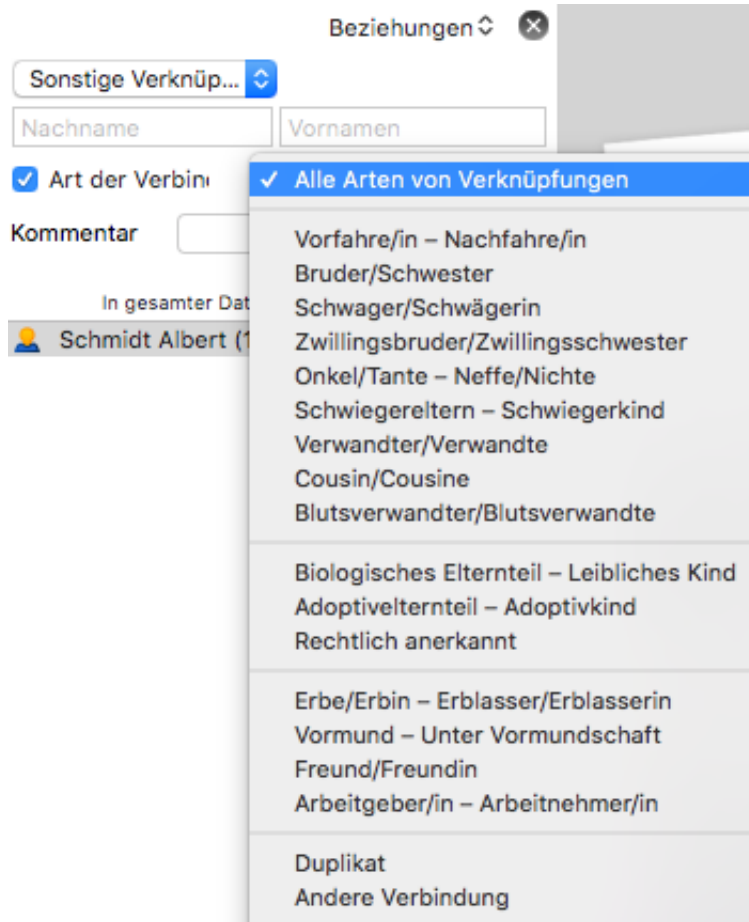 Beziehungen
Sonstige Verknüp...
Nachname Vornamen
Art der Verbin
Alle Arten von Verknüpfungen
Kommentar
Vorfahre/in – Nachfahre/in
Bruder/Schwester
Schwager/Schwägerin
In gesamter Dat
Zwillingsbruder/Zwillingsschwester
Schmidt Albert (1
Onkel/Tante – Neffe/Nichte
Schwiegereltern – Schwiegerkind
Verwandter/Verwandte
Cousin/Cousine
Blutsverwandter/Blutsverwandte
Biologisches Elternteil – Leibliches Kind
Adoptivelternteil – Adoptivkind
Rechtlich anerkannt
Erbe/Erbin – Erblasser/Erblasserin
Vormund – Unter Vormundschaft
Freund/Freundin
Arbeitgeber/in – Arbeitnehmer/in
Duplikat
Andere Verbindung